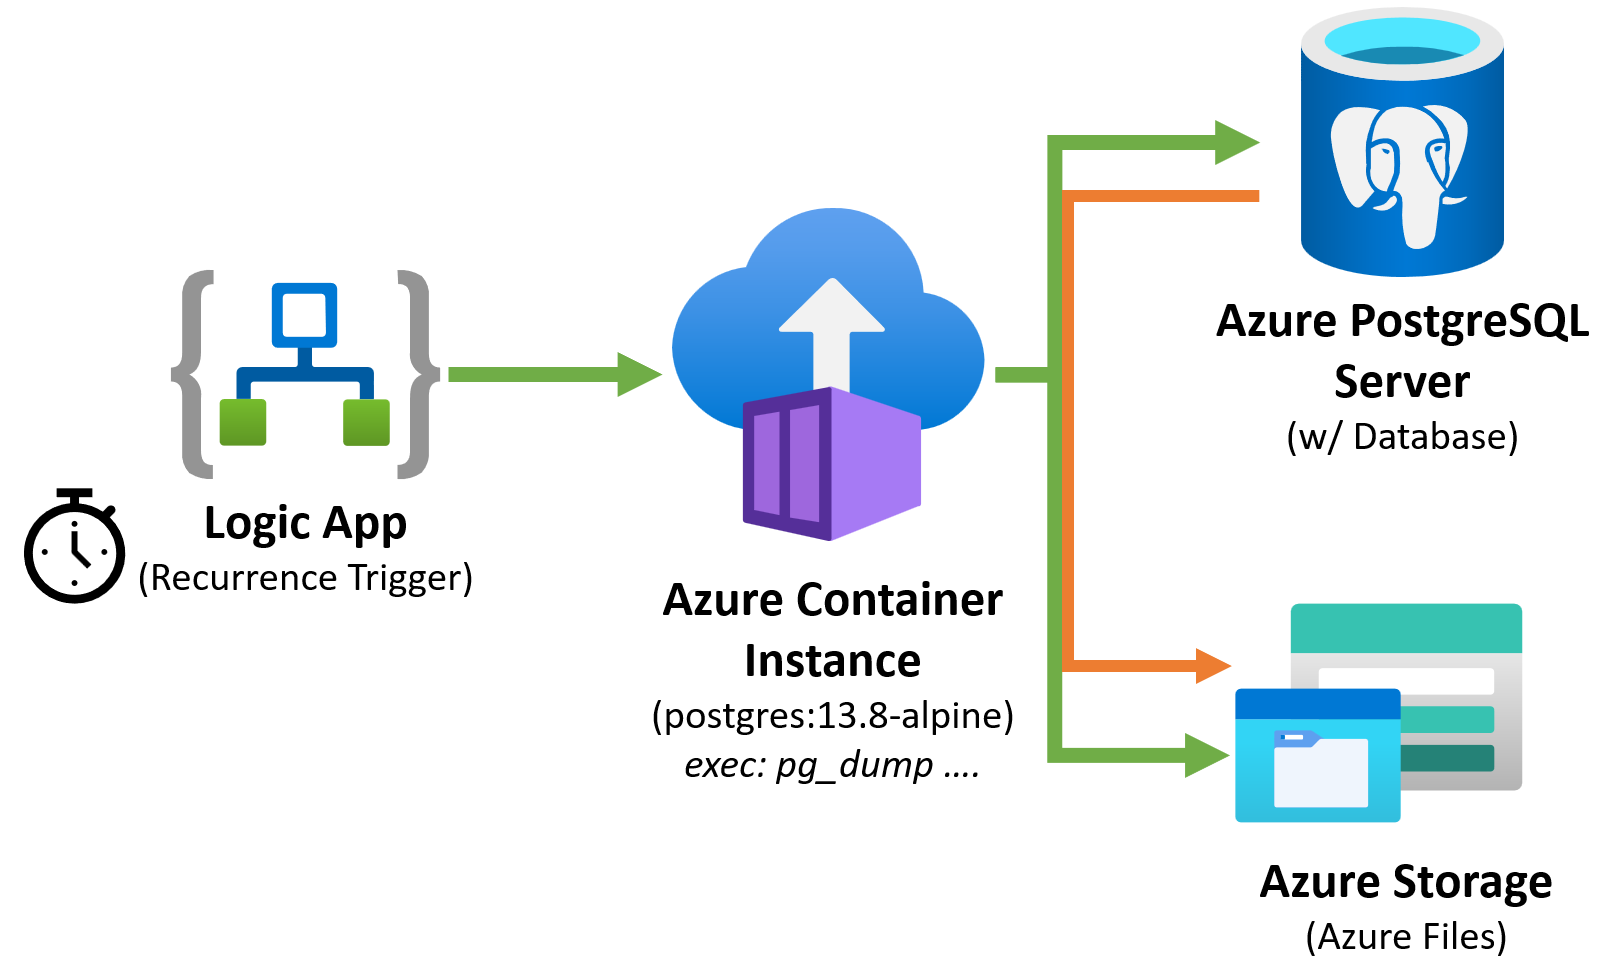 Logic App
(Recurrence Trigger)
Azure Container
Instance
(postgres:13.8-alpine)
exec: pg_dump ....
Azure PostgreSQL
Server
(w/ Database)
Azure Storage
(Azure Files)